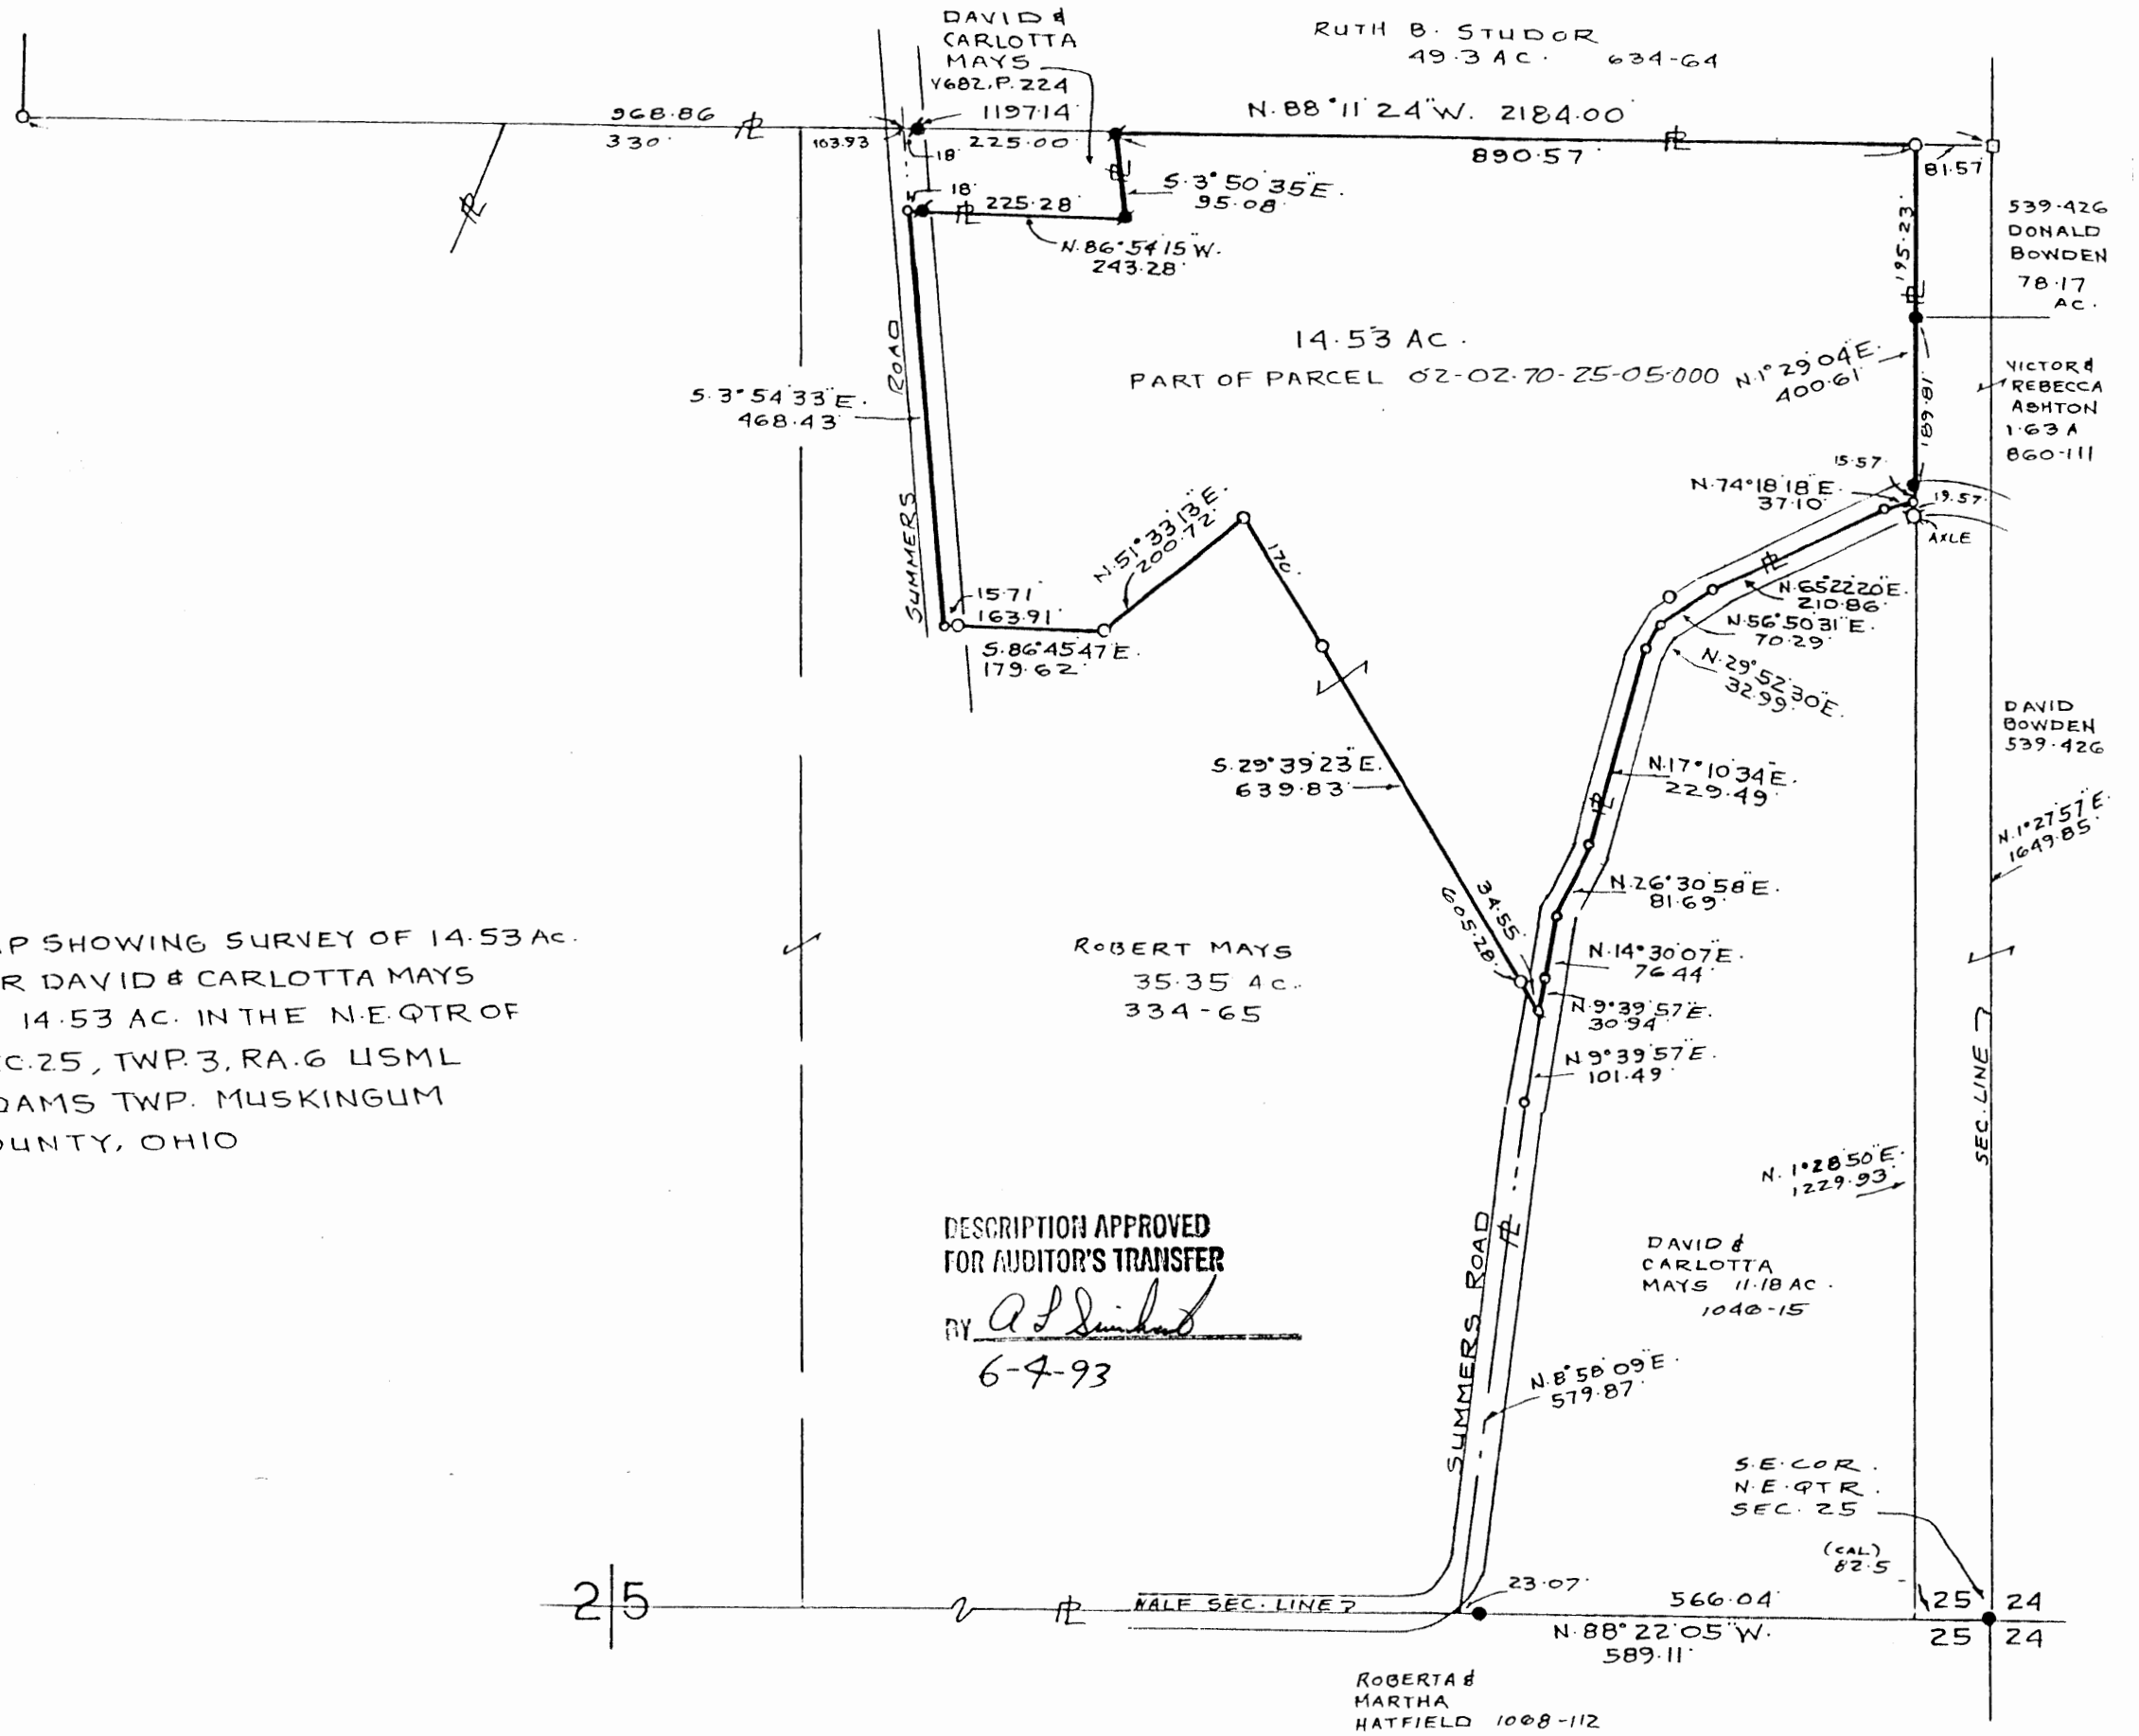 DAVID &
CARLOTTA
MAYS
V682, P. 224
1197.14'
225.00'
RUTH B. STUDOR
49.3 AC. 634-64
N. 88° 11' 24" W. 2184.00'
890.57'
968.86
330'
103.93
18'
18'
225.28'
S. 3° 50' 35" E.
95.08'
N. 86° 54' 15" W.
243.28'
81.57'
195.23'
539-426
DONALD
BOWDEN
78.17
AC.
14.53 AC.
PART OF PARCEL 02-02-70-25-05-000
N. 1° 29' 04" E.
400.61'
189.81'
VICTOR &
REBECCA
ASHTON
1.63 A
860-111
S. 3° 54' 33" E.
468.43'
SUMMERS ROAD
15.57'
N. 74° 18' 18" E.
37.10'
19.57'
AXLE
N. 51° 33' 13" E.
200.72'
170'
15.71'
163.91'
S. 86° 45' 47" E.
179.62'
N. 65° 22' 20" E.
210.86'
N. 56° 50' 31" E.
70.29'
N. 29° 52' 30" E.
32.99'
DAVID
BOWDEN
539-426
S. 29° 39' 23" E.
639.83'
N. 17° 10' 34" E.
229.49'
N. 1° 27' 57" E.
1649.85'
34.55'
605.28'
N. 26° 30' 58" E.
81.69'
N. 14° 30' 07" E.
76.44'
N. 9° 39' 57" E.
30.94'
N 9° 39' 57" E.
101.49'
ROBERT MAYS
35.35 AC.
334-65
P SHOWING SURVEY OF 14.53 AC.
R DAVID & CARLOTTA MAYS
14.53 AC. IN THE N.E. QTR OF
C. 25, TWP. 3, RA. 6 USML
DAMS TWP. MUSKINGUM
OUNTY, OHIO
SEC. LINE
N. 1° 28' 50" E.
1229.93'
DESCRIPTION APPROVED
FOR AUDITOR'S TRANSFER
BY
6-4-93
SUMMERS ROAD
DAVID &
CARLOTTA
MAYS 11.18 AC.
1040-15
N. 8° 58' 09" E.
579.87'
S.E. COR.
N.E. QTR.
SEC. 25
(CAL)
82.5
23.07'
566.04'
N. 88° 22' 05" W.
589.11'
25
HALF SEC. LINE
25 24
25 24
ROBERTA &
MARTHA
HATFIELD 1068-112